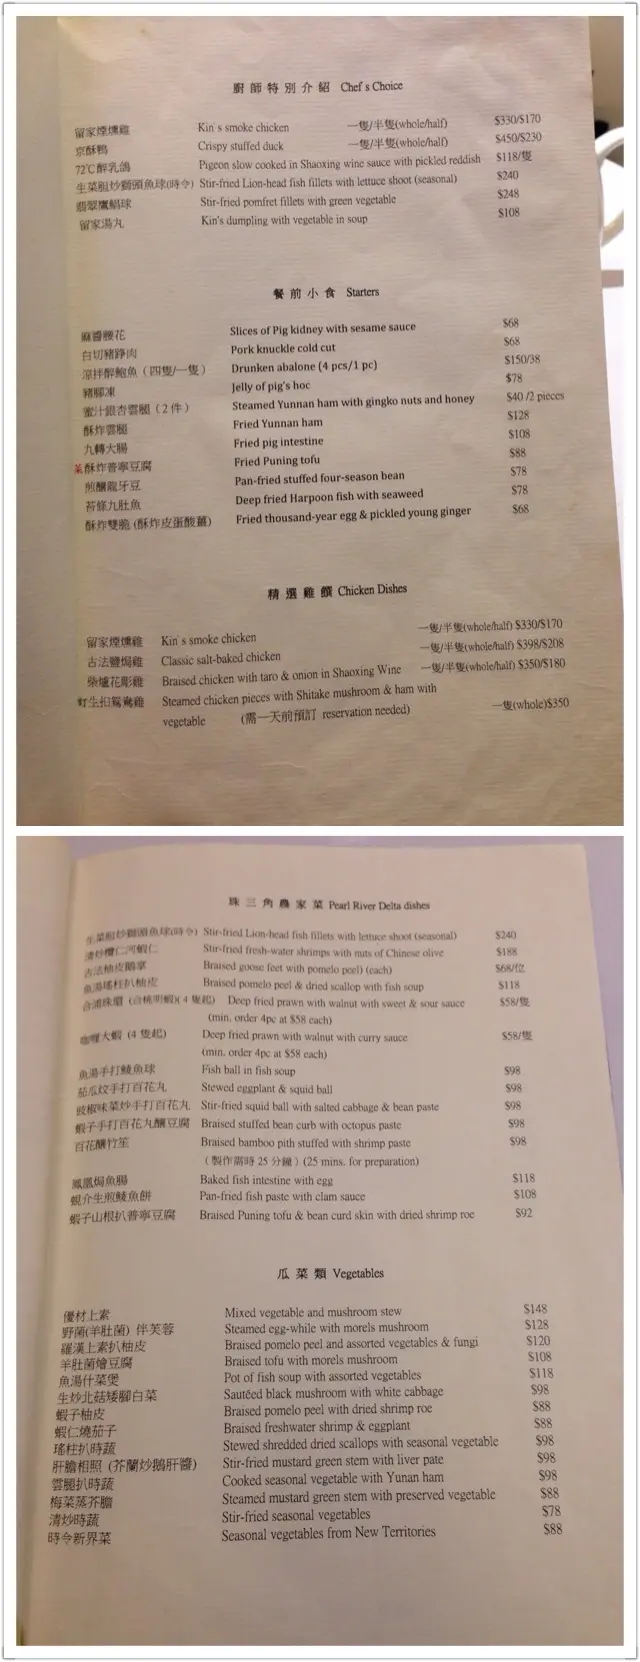 廚師特別介紹 Chef's Choice
留家煙燻雞 Kin's smoke chicken 一隻/半隻(whole/half) $330/$170
京酥鴨 Crispy stuffed duck 一隻/半隻(whole/half) $450/$230
72℃醉乳鴿 Pigeon slow cooked in Shaoxing wine sauce with pickled reddish $118/隻
生菜胆炒獅頭魚球(時令) Stir-fried Lion-head fish fillets with lettuce shoot (seasonal) $240
翡翠鷹鯧球 Stir-fried pomfret fillets with green vegetable $248
留家湯丸 Kin's dumpling with vegetable in soup $108
餐前小食 Starters
麻醬腰花 Slices of Pig kidney with sesame sauce $68
白切豬踭肉 Pork knuckle cold cut $68
涼拌醉鮑魚（四隻/一隻） Drunken abalone (4 pcs/1 pc) $150/38
豬腳凍 Jelly of pig's hoc $78
蜜汁銀杏雲腿（2 件） Steamed Yunnan ham with gingko nuts and honey $40 /2 pieces
酥炸雲腿 Fried Yunnan ham $128
九轉大腸 Fried pig intestine $108
酥炸普寧豆腐 Fried Puning tofu $88
煎釀龍牙豆 Pan-fried stuffed four-season bean $78
苔條九肚魚 Deep fried Harpoon fish with seaweed $78
酥炸雙脆 (酥炸皮蛋酸薑) Fried thousand-year egg & pickled young ginger $68
精選雞饌 Chicken Dishes
留家煙燻雞 Kin's smoke chicken 一隻/半隻(whole/half) $330/$170
古法鹽焗雞 Classic salt-baked chicken 一隻/半隻(whole/half) $398/$208
柴爐花彫雞 Braised chicken with taro & onion in Shaoxing Wine 一隻/半隻(whole/half) $350/$180
生扣鴛鴦雞 Steamed chicken pieces with Shitake mushroom & ham with
vegetable (需一天前預訂 reservation needed) 一隻(whole)$350
珠三角農家菜 Pearl River Delta dishes
生菜胆炒獅頭魚球(時令) Stir-fried Lion-head fish fillets with lettuce shoot (seasonal) $240
清炒欖仁河蝦仁 Stir-fried fresh-water shrimps with nuts of Chinese olive $188
古法柚皮鵝掌 Braised goose feet with pomelo peel) (each) $68/位
魚湯瑤柱扒柚皮 Braised pomelo peel & dried scallop with fish soup $118
合浦珠還 (合桃明蝦)( 4 隻起) Deep fried prawn with walnut with sweet & sour sauce $58/隻
(min. order 4pc at $58 each)
咖喱大蝦 (4 隻起) Deep fried prawn with walnut with curry sauce $58/隻
(min. order 4pc at $58 each)
魚湯手打鯪魚球 Fish ball in fish soup $98
茄瓜炆手打百花丸 Stewed eggplant & squid ball $98
豉椒味菜炒手打百花丸 Stir-fried squid ball with salted cabbage & bean paste $98
蝦子手打百花丸釀豆腐 Braised stuffed bean curb with octopus paste $98
百花釀竹笙 Braised bamboo pith stuffed with shrimp paste $98
（製作需時 25 分鐘）(25 mins. for preparation)
鳳凰焗魚腸 Baked fish intestine with egg $118
蜆介生煎鯪魚餅 Pan-fried fish paste with clam sauce $108
蝦子山根扒普寧豆腐 Braised Puning tofu & bean curd skin with dried shrimp roe $92
瓜菜類 Vegetables
優材上素 Mixed vegetable and mushroom stew $148
野菌(羊肚菌) 伴芙蓉 Steamed egg-while with morels mushroom $128
羅漢上素扒柚皮 Braised pomelo peel and assorted vegetables & fungi $120
羊肚菌燴豆腐 Braised tofu with morels mushroom $108
魚湯什菜煲 Pot of fish soup with assorted vegetables $118
生炒北菇矮腳白菜 Sautéed black mushroom with white cabbage $98
蝦子柚皮 Braised pomelo peel with dried shrimp roe $88
蝦仁燒茄子 Braised freshwater shrimp & eggplant $88
瑤柱扒時蔬 Stewed shredded dried scallops with seasonal vegetable $98
肝膽相照 (芥蘭炒鵝肝醬) Stir-fried mustard green stem with liver pate $98
雲腿扒時蔬 Cooked seasonal vegetable with Yunan ham $98
梅菜蒸芥膽 Steamed mustard green stem with preserved vegetable $88
清炒時蔬 Stir-fried seasonal vegetables $78
時令新界菜 Seasonal vegetables from New Territories $88